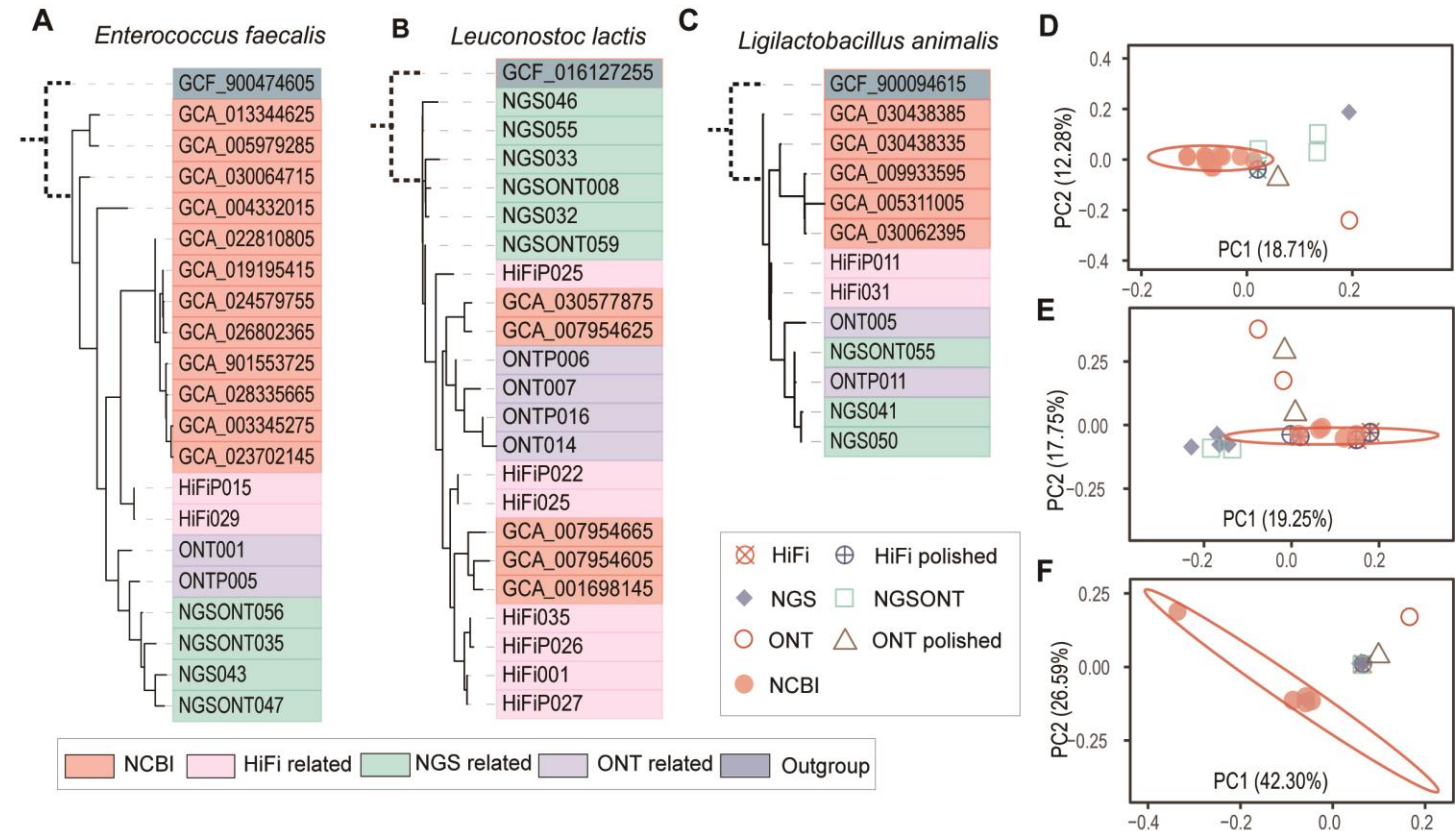 A
Enterococcus faecalis
GCF_900474605
GCA_013344625
GCA_005979285
GCA_030064715
GCA_004332015
GCA_022810805
GCA_019195415
GCA_024579755
GCA_026802365
GCA_901553725
GCA_028335665
GCA_003345275
GCA_023702145
HiFiP015
HiFi029
ONT001
ONTP005
NGSONT056
NGSONT035
NGS043
NGSONT047
B
Leuconostoc lactis
GCF_016127255
NGS046
NGS055
NGS033
NGSONT008
NGS032
NGSONT059
HiFiP025
GCA_030577875
GCA_007954625
ONTP006
ONT007
ONTP016
ONT014
HiFiP022
HiFi025
GCA_007954665
GCA_007954605
GCA_001698145
HiFi035
HiFiP026
HiFi001
HiFiP027
C
Ligilactobacillus animalis
GCF_900094615
GCA_030438385
GCA_030438335
GCA_009933595
GCA_005311005
GCA_030062395
HiFiP011
HiFi031
ONT005
NGSONT055
ONTP011
NGS041
NGS050
HiFi HiFi polished
NGS NGSONT
ONT ONT polished
NCBI
NCBI HiFi related NGS related ONT related Outgroup
D
PC2 (12.28%)
0.4
0.2
0.0
−0.2
−0.4
PC1 (18.71%)
−0.2 0.0 0.2
E
PC2 (17.75%)
0.25
0.00
−0.25
PC1 (19.25%)
−0.2 0.0 0.2
F
PC2 (26.59%)
0.25
0.00
−0.25
PC1 (42.30%)
−0.4 −0.2 0.0 0.2